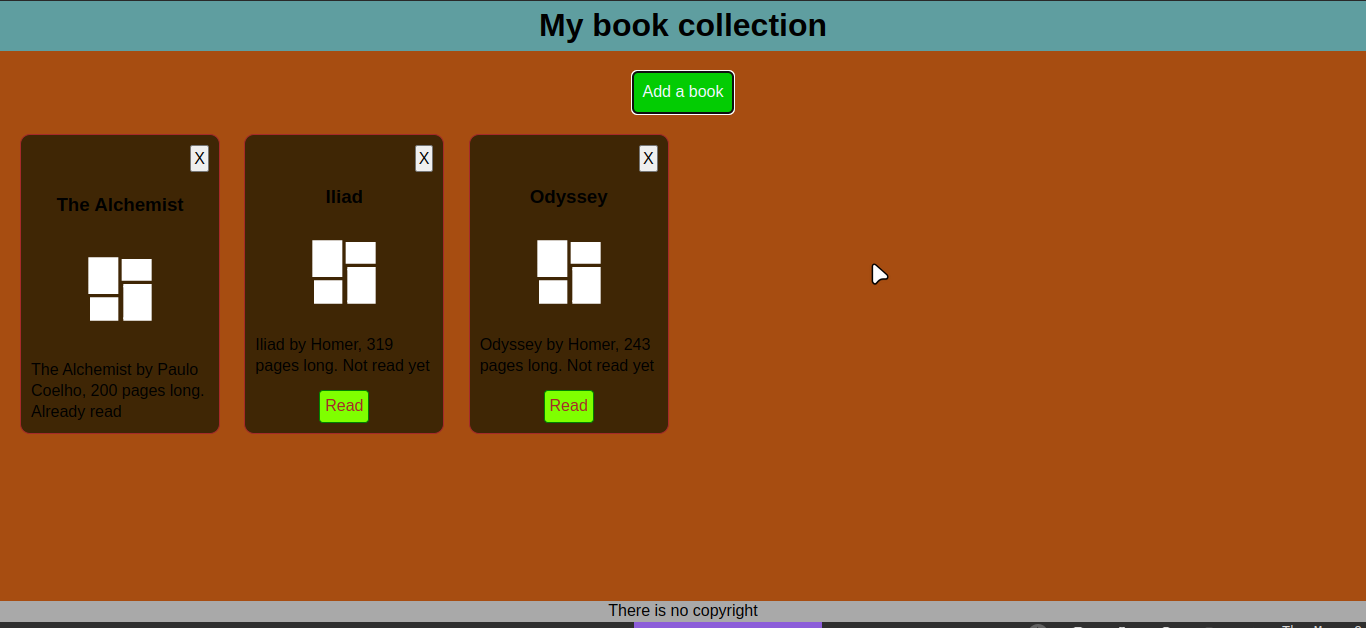 My book collection
Add a book
X
The Alchemist
The Alchemist by Paulo
Coelho, 200 pages long.
Already read
X
Iliad
Iliad by Homer, 319
pages long. Not read yet
Read
X
Odyssey
Odyssey by Homer, 243
pages long. Not read yet
Read
There is no copyright